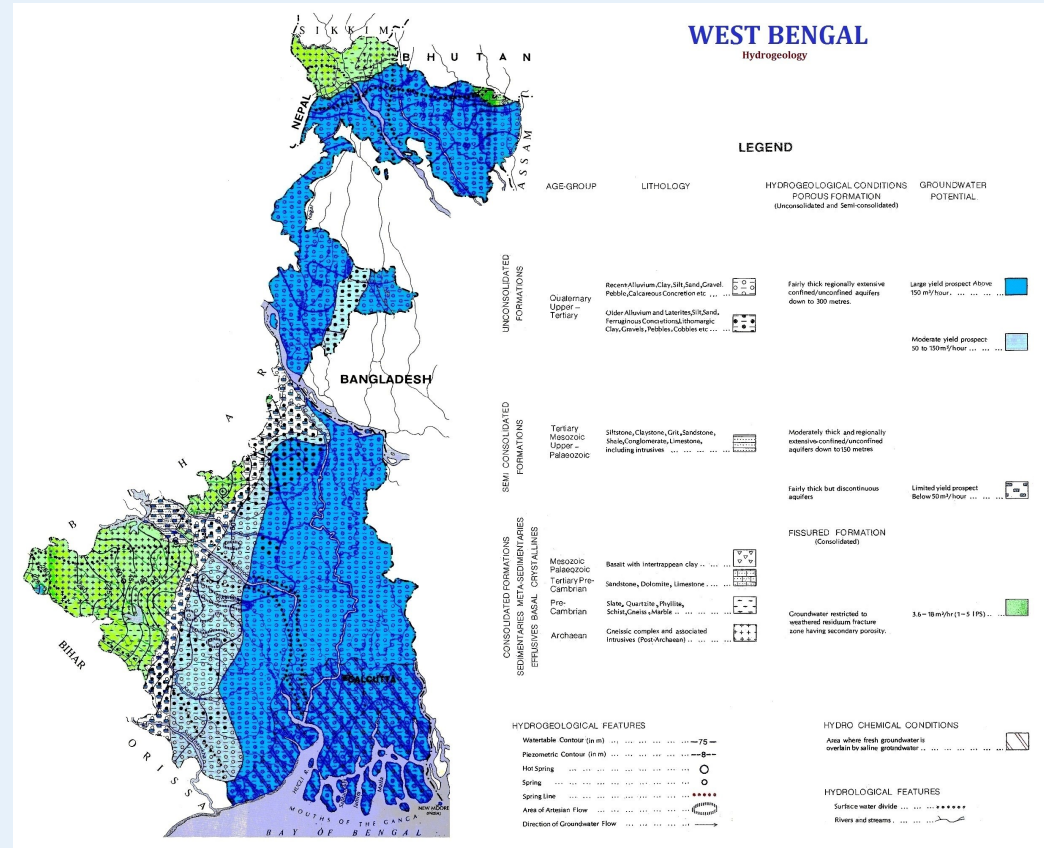 WEST BENGAL
Hydrogeology
SIKKIM
BHUTAN
NEPAL
ASSAM
BANGLADESH
BIHAR
BIHAR
ORISSA
CALCUTTA
HUGLI R.
NEW MOORE
(INDIA)
MOUTHS OF THE GANGA
BAY OF BENGAL
LEGEND
AGE-GROUP
LITHOLOGY
HYDROGEOLOGICAL CONDITIONS
POROUS FORMATION
(Unconsolidated and Semi-consolidated)
GROUNDWATER
POTENTIAL
UNCONSOLIDATED
FORMATIONS
Quaternary
Upper –
Tertiary
Recent Alluvium, Clay, Silt, Sand, Gravel
Pebble, Calcareous Concretion etc ... ...
Older Alluvium and Laterites, Silt, Sand,
Ferruginous Concretions, Lithomargic
Clay, Gravels, Pebbles, Cobbles etc ... ...
Fairly thick regionally extensive
confined/unconfined aquifers
down to 300 metres.
Large yield prospect Above
150 m³/hour. ... ... ...
Moderate yield prospect
50 to 150m³/hour ... ... ...
SEMI CONSOLIDATED
FORMATIONS
Tertiary
Mesozoic
Upper –
Palaeozoic
Siltstone, Claystone, Grit, Sandstone,
Shale, Conglomerate, Limestone,
including intrusives ... ... ... ...
Moderately thick and regionally
extensive-confined/unconfined
aquifers down to 150 metres
Fairly thick but discontinuous
aquifers
Limited yield prospect
Below 50m³/hour ... ... ...
FISSURED FORMATION
(Consolidated)
CONSOLIDATED FORMATIONS
SEDIMENTARIES META-SEDIMENTARIES
EFFUSIVES BASAL CRYSTALLINES
Mesozoic
Palaeozoic
Basalt with Intertrappean clay ... ...
Tertiary Pre-
Cambrian
Sandstone, Dolomite, Limestone . ...
Pre-
Cambrian
Slate, Quartzite, Phyllite,
Schist, Gneiss, Marble ... ... ...
Archaean
Gneissic complex and associated
Intrusives (Post-Archaean) ... ... ...
Groundwater restricted to
weathered residuum fracture
zone having secondary porosity.
3.6–18m³/hr (1–5 lPS) ...
HYDROGEOLOGICAL FEATURES
Watertable Contour (in m) ... ... ... ... —75—
Piezometric Contour (in m) ... ... ... ... --8--
Hot Spring ... ... ... ... ...
Spring ... ... ... ... ...
Spring Line ... ... ... ... ...
Area of Artesian Flow ... ... ... ...
Direction of Groundwater Flow ... ... ... ...
HYDRO CHEMICAL CONDITIONS
Area where fresh groundwater is
overlain by saline grotndwater ... ... ... ...
HYDROLOGICAL FEATURES
Surface water divide ... ...
Rivers and streams . ... ...